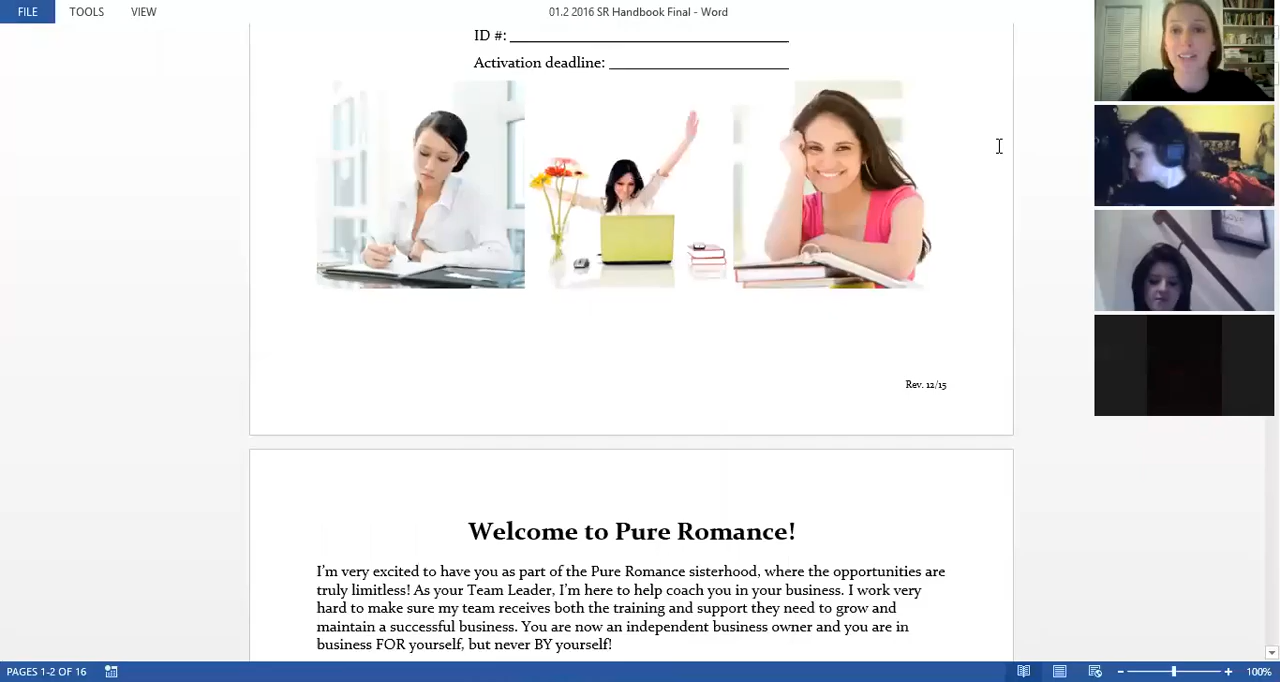 FILE TOOLS VIEW 01.2 2016 SR Handbook Final - Word
ID #: ___________________________________
Activation deadline: ______________________
Rev. 12/15
Welcome to Pure Romance!
I'm very excited to have you as part of the Pure Romance sisterhood, where the opportunities are
truly limitless! As your Team Leader, I'm here to help coach you in your business. I work very
hard to make sure my team receives both the training and support they need to grow and
maintain a successful business. You are now an independent business owner and you are in
business FOR yourself, but never BY yourself!
PAGES 1-2 OF 16 100%